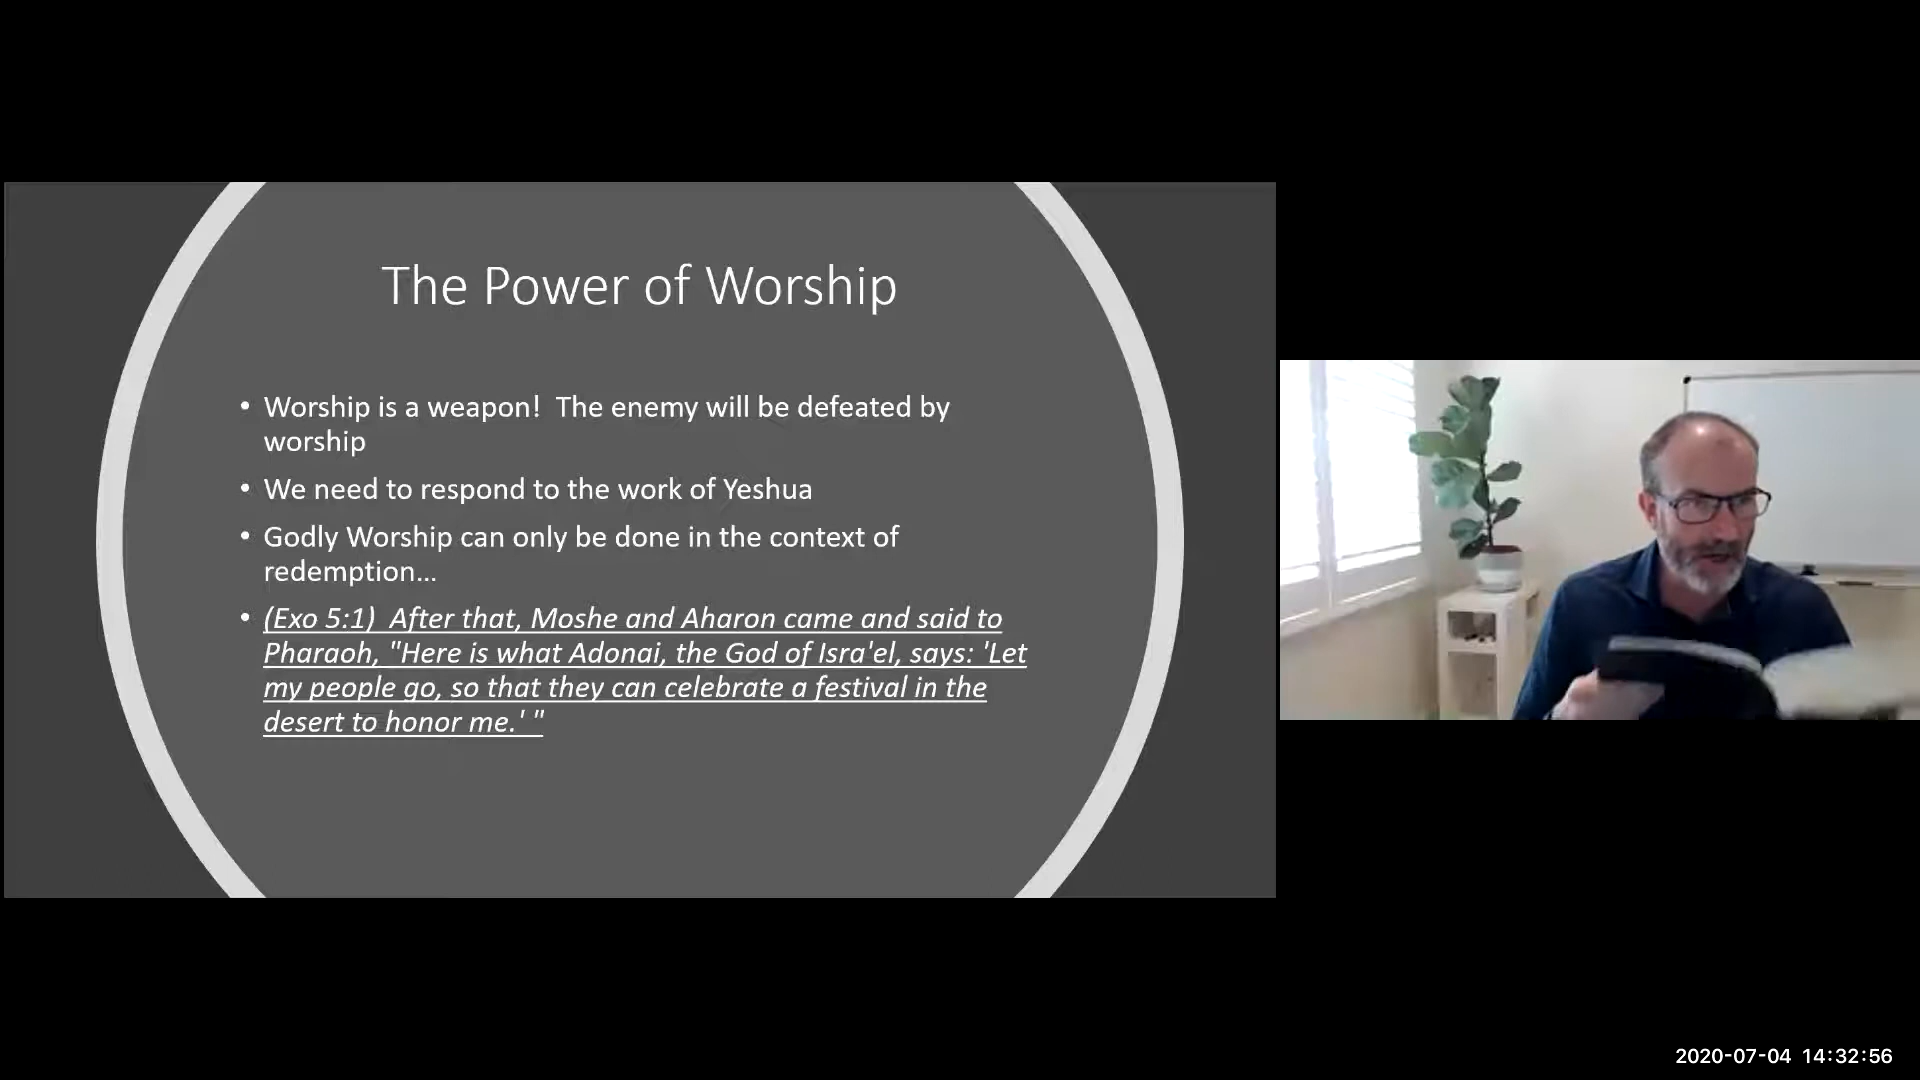 The Power of Worship
• Worship is a weapon!  The enemy will be defeated by
worship
• We need to respond to the work of Yeshua
• Godly Worship can only be done in the context of
redemption...
• (Exo 5:1)  After that, Moshe and Aharon came and said to
Pharaoh, "Here is what Adonai, the God of Isra'el, says: 'Let
my people go, so that they can celebrate a festival in the
desert to honor me.' "
2020-07-04 14:32:56